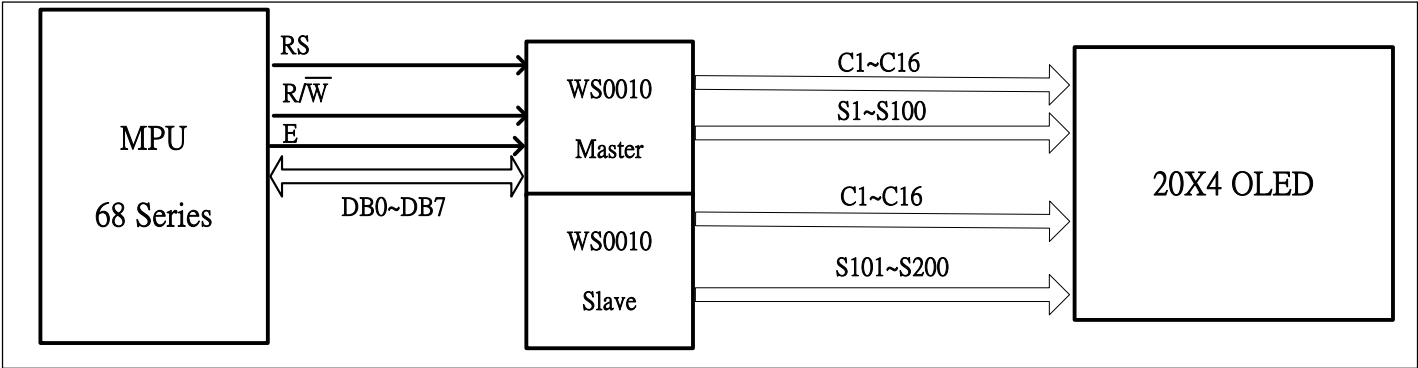 MPU
68 Series
RS
R/W̅
E
DB0~DB7
WS0010
Master
WS0010
Slave
C1~C16
S1~S100
C1~C16
S101~S200
20X4 OLED